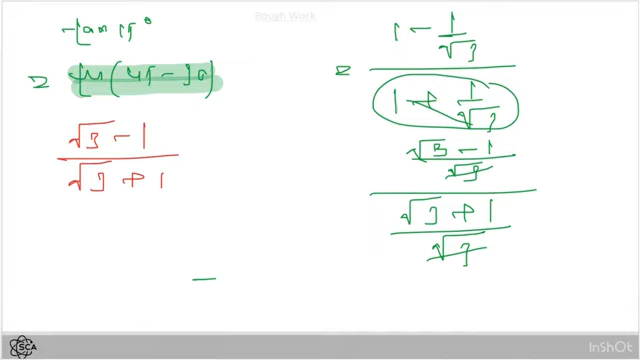 Rough Work
tan 15°
= tan (45 - 30)
√3 - 1
√3 + 1
=
1 - 1/√3
1 + 1/√3
√3 - 1
√3
√3 + 1
√3
SCA
InShOt